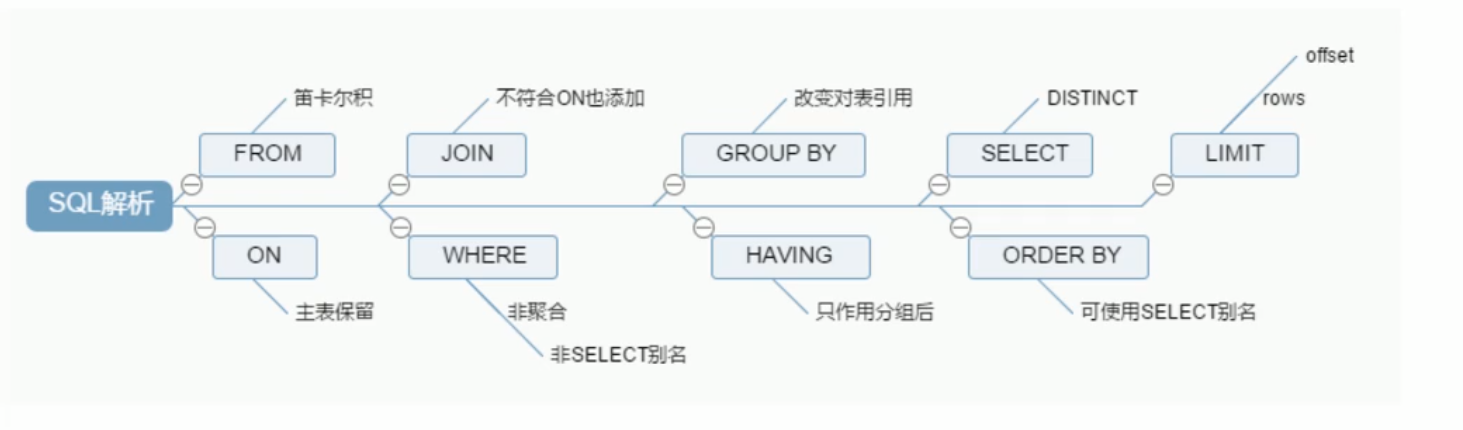 offset
笛卡尔积
不符合ON也添加
改变对表引用
DISTINCT
rows
FROM
JOIN
GROUP BY
SELECT
LIMIT
SQL解析
ON
WHERE
HAVING
ORDER BY
主表保留
非聚合
只作用分组后
可使用SELECT别名
非SELECT别名